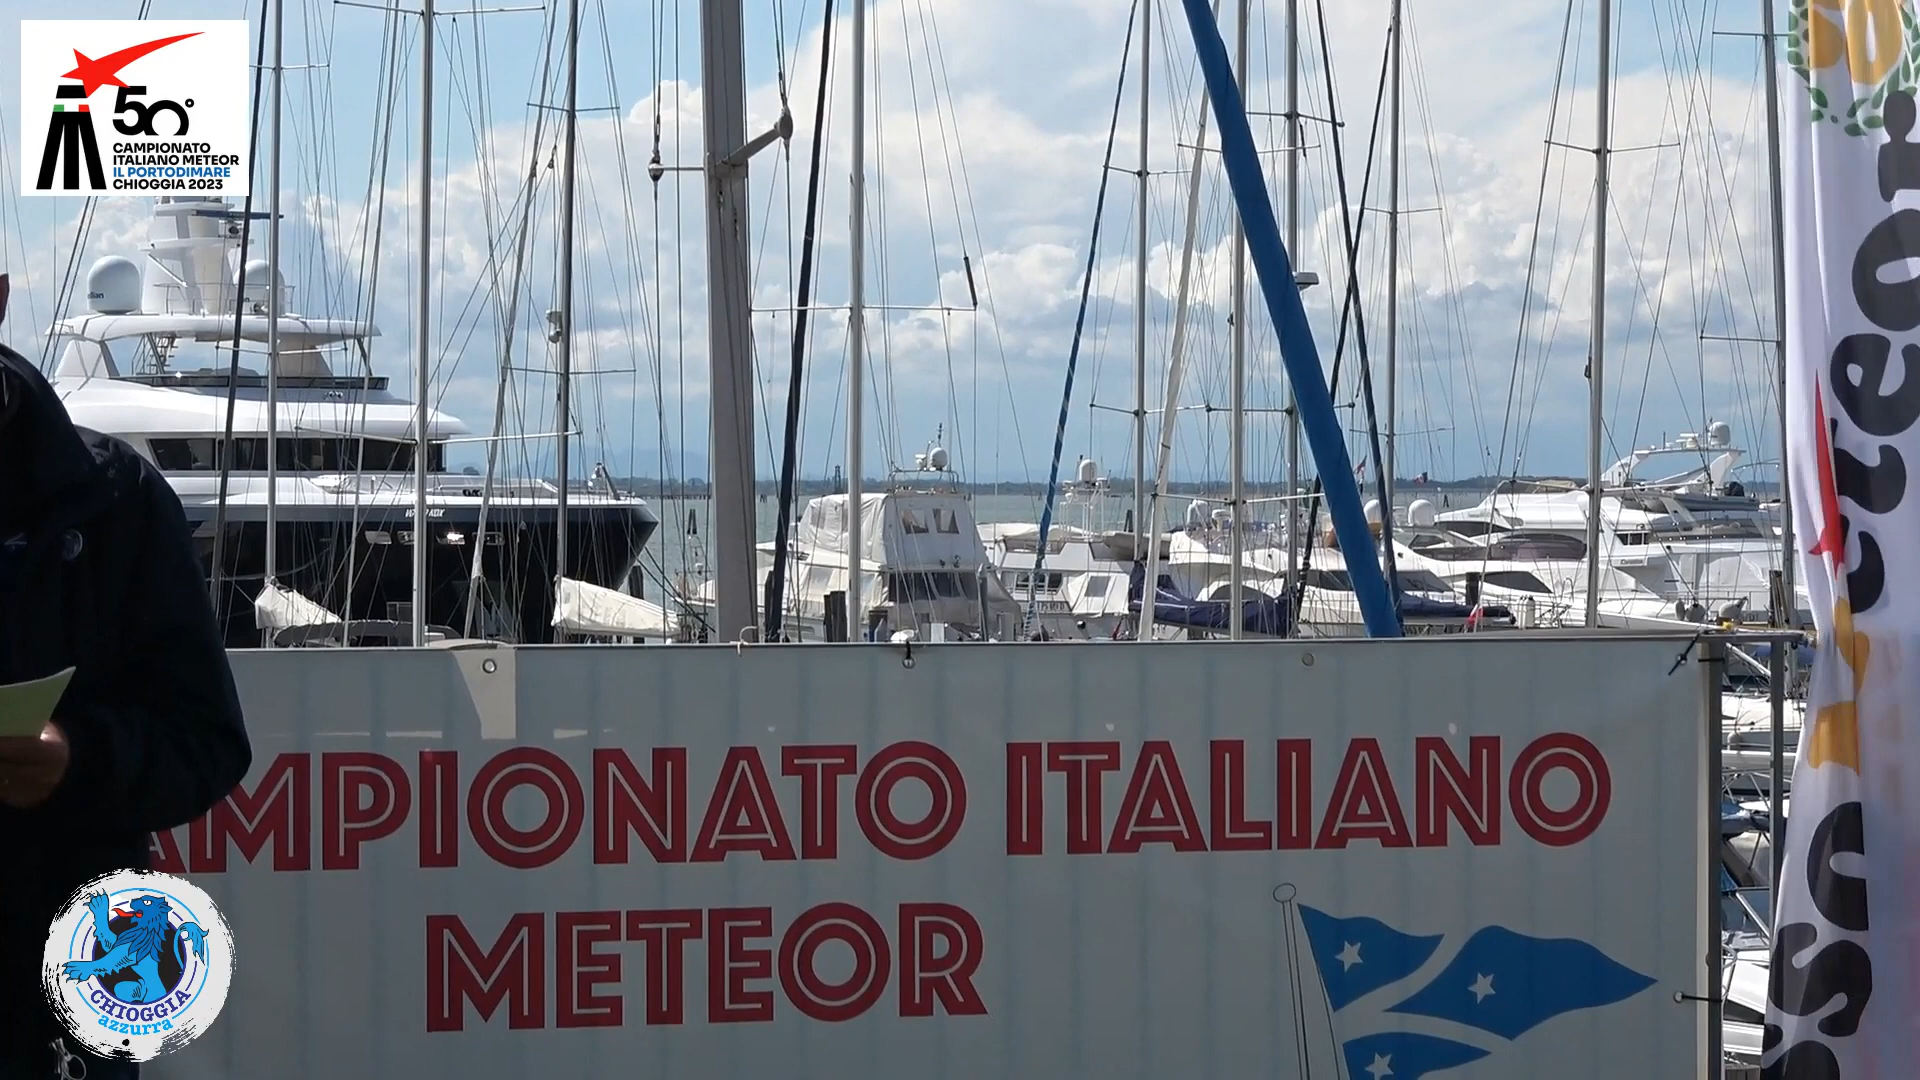 50°
CAMPIONATO
ITALIANO METEOR
IL PORTODIMARE
CHIOGGIA 2023
AMPIONATO ITALIANO
METEOR
CHIOGGIA
azzurra